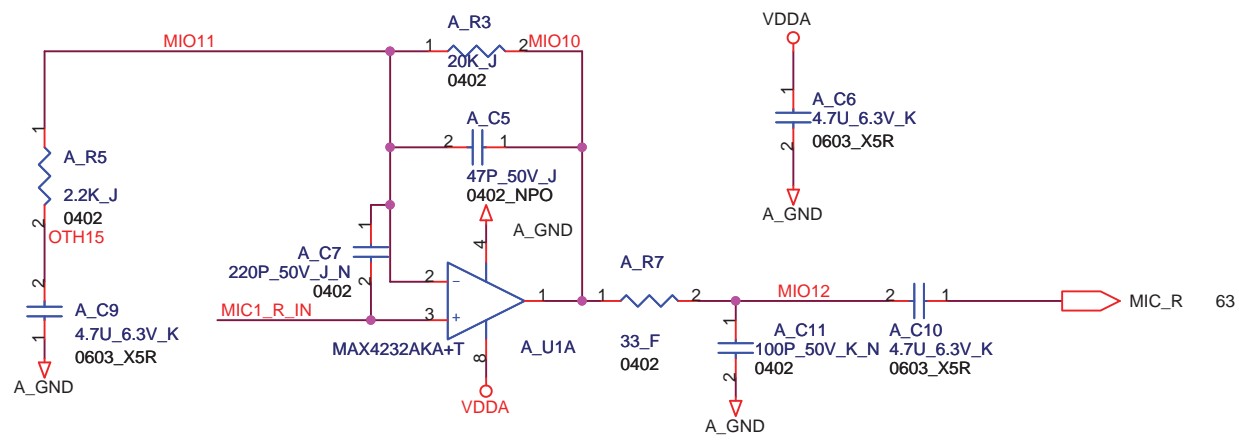 A_R3
MIO11
1
2
MIO10
20K_J
0402
VDDA
1
A_C6
4.7U_6.3V_K
0603_X5R
2
A_GND
A_C5
2
1
47P_50V_J
0402_NPO
1
A_R5
2.2K_J
0402
2
OTH15
4
A_GND
1
A_C7
220P_50V_J_N
0402
2
2
A_C9
4.7U_6.3V_K
0603_X5R
1
A_GND
MIC1_R_IN
2
−
3
+
1
MAX4232AKA+T
A_U1A
8
VDDA
A_R7
1
2
33_F
0402
MIO12
1
A_C11
100P_50V_K_N
0402
2
A_GND
2
1
A_C10
4.7U_6.3V_K
0603_X5R
MIC_R
63